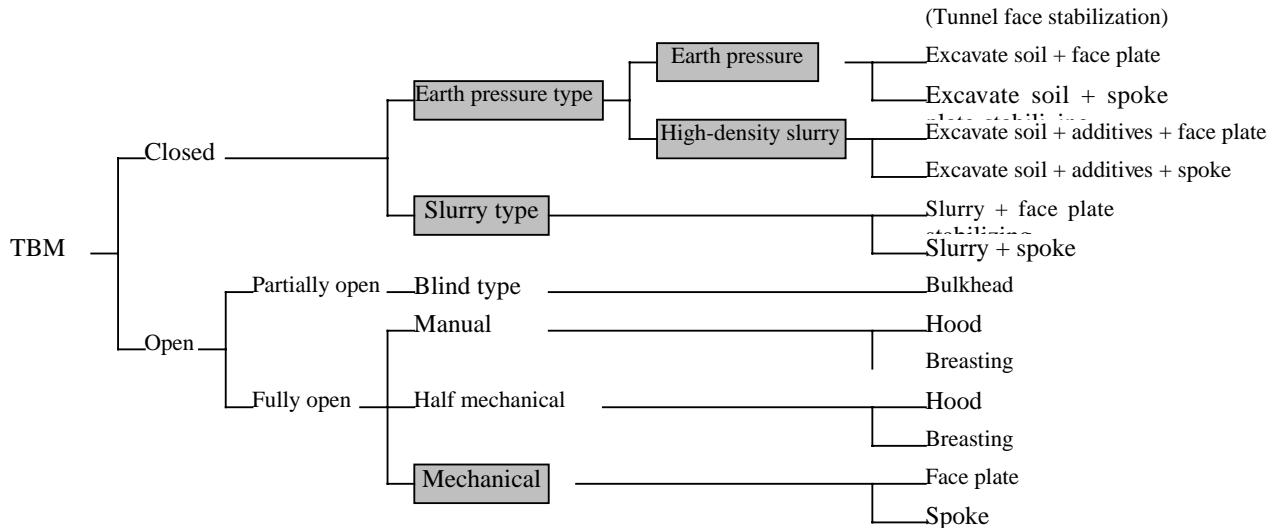 (Tunnel face stabilization)
Earth pressure
Excavate soil + face plate
Earth pressure type
Excavate soil + spoke
High-density slurry
Excavate soil + additives + face plate
Closed
Excavate soil + additives + spoke
Slurry type
Slurry + face plate
TBM
Slurry + spoke
Partially open
Blind type
Bulkhead
Manual
Hood
Open
Breasting
Fully open
Half mechanical
Hood
Breasting
Mechanical
Face plate
Spoke